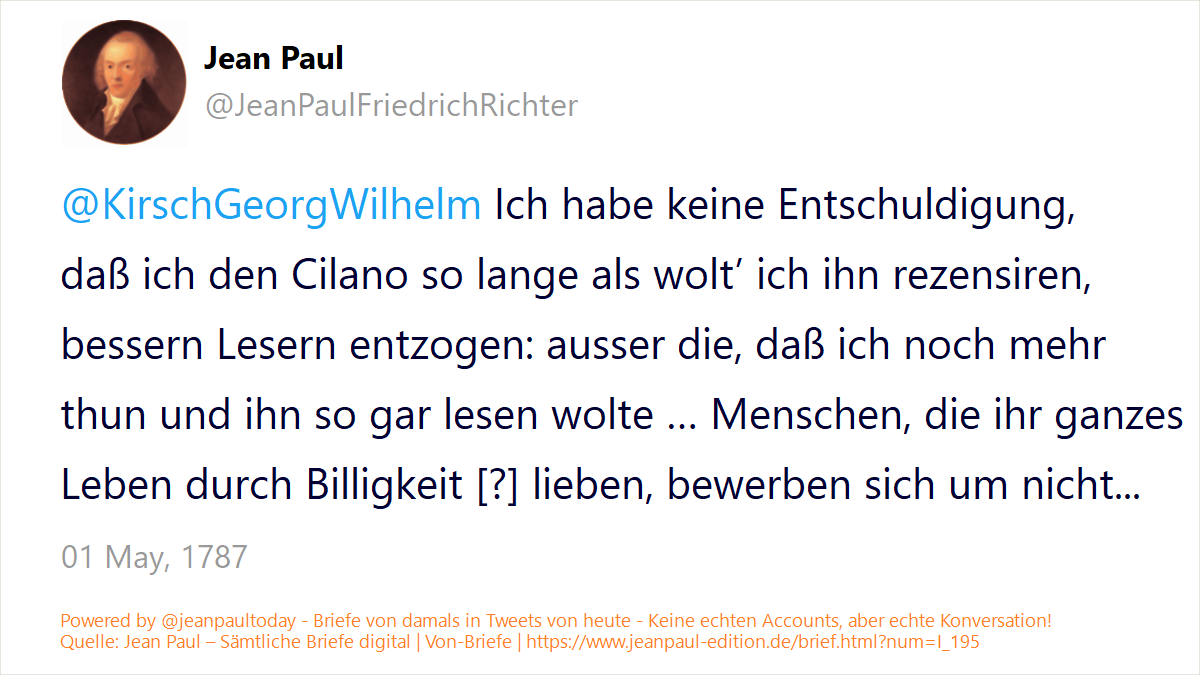 Jean Paul
@JeanPaulFriedrichRichter
@KirschGeorgWilhelm Ich habe keine Entschuldigung,
daß ich den Cilano so lange als wolt’ ich ihn rezensiren,
bessern Lesern entzogen: ausser die, daß ich noch mehr
thun und ihn so gar lesen wolte … Menschen, die ihr ganzes
Leben durch Billigkeit [?] lieben, bewerben sich um nicht...
01 May, 1787
Powered by @jeanpaultoday - Briefe von damals in Tweets von heute - Keine echten Accounts, aber echte Konversation!
Quelle: Jean Paul – Sämtliche Briefe digital | Von-Briefe | https://www.jeanpaul-edition.de/brief.html?num=I_195